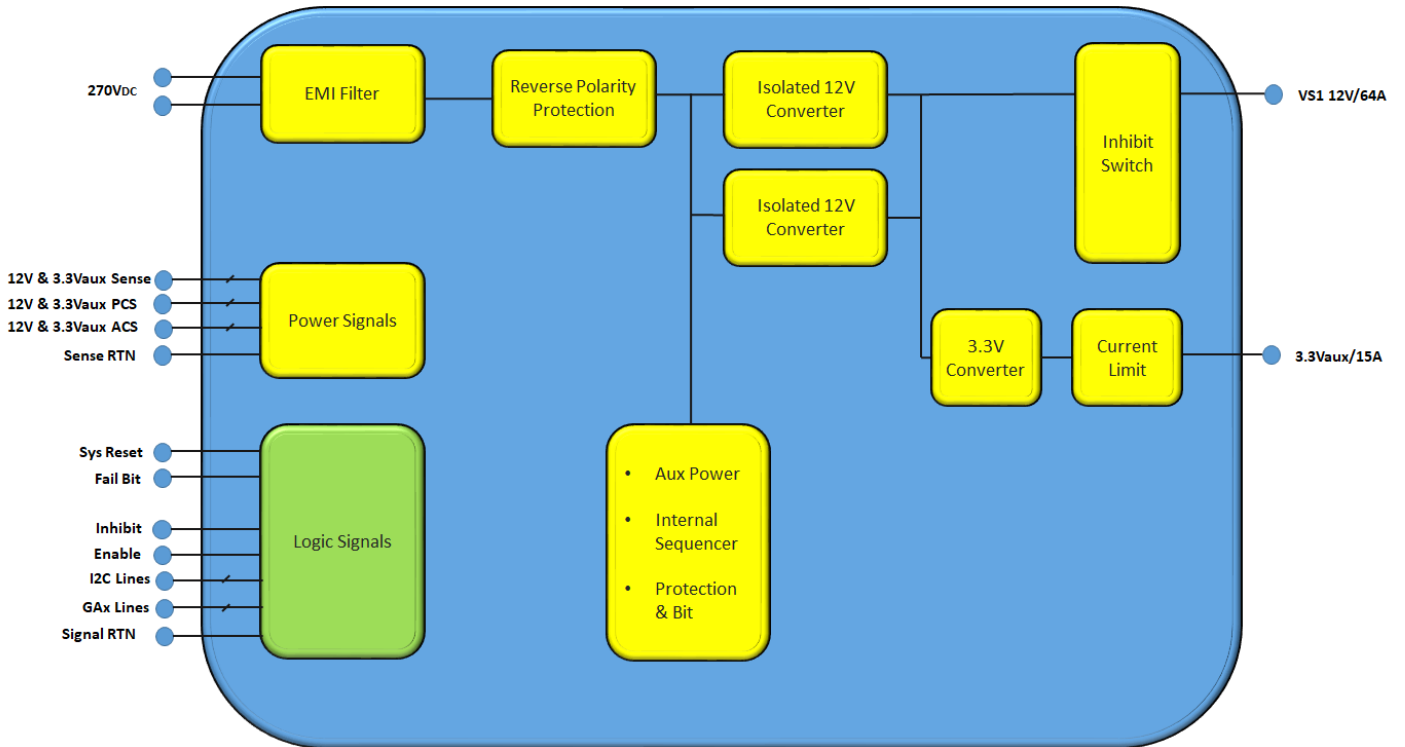 270VDC
EMI Filter
Reverse Polarity
Protection
Isolated 12V
Converter
Isolated 12V
Converter
Inhibit
Switch
VS1 12V/64A
12V & 3.3Vaux Sense
12V & 3.3Vaux PCS
12V & 3.3Vaux ACS
Sense RTN
Power Signals
3.3V
Converter
Current
Limit
3.3Vaux/15A
Sys Reset
Fail Bit
Inhibit
Enable
I2C Lines
GAx Lines
Signal RTN
Logic Signals
• Aux Power
• Internal
Sequencer
• Protection
& Bit